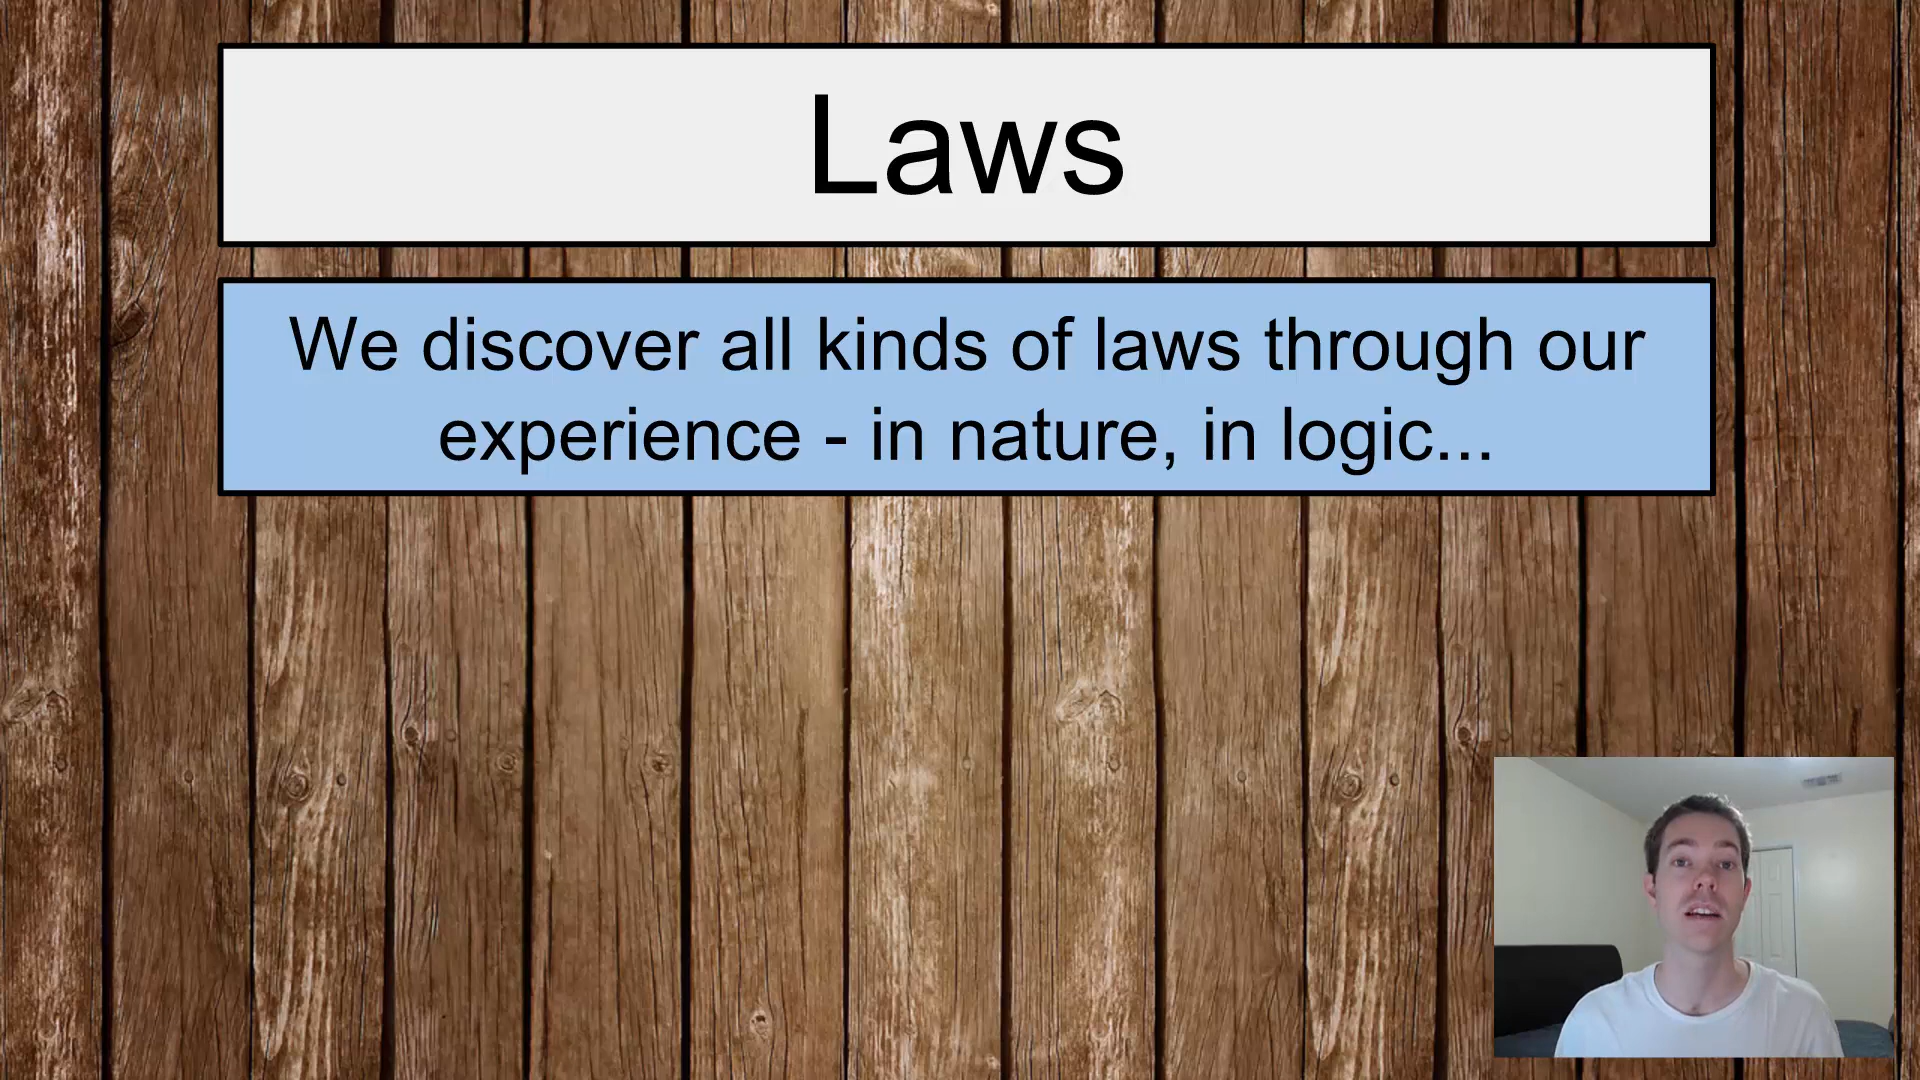 Laws
We discover all kinds of laws through our
experience - in nature, in logic...